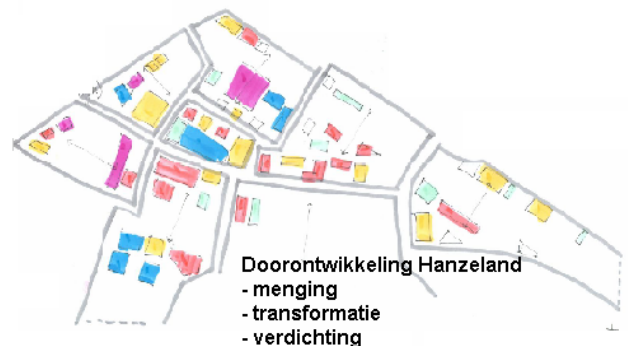 Doorontwikkeling Hanzeland
- menging
- transformatie
- verdichting